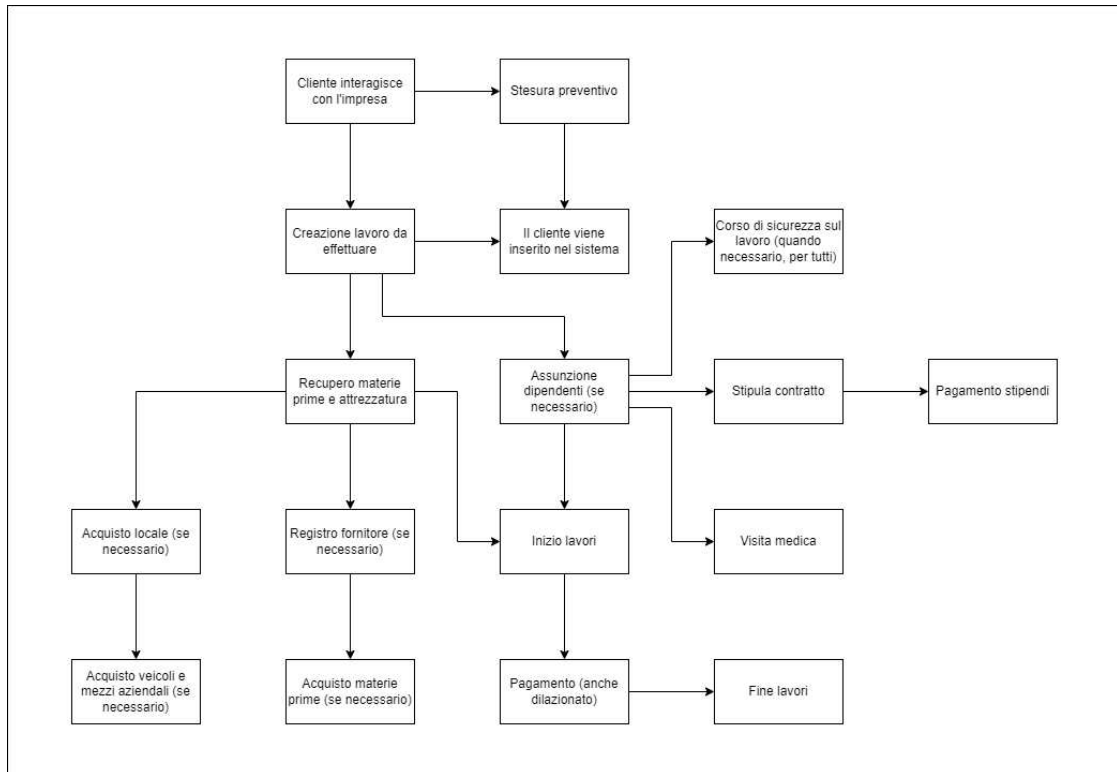 Cliente interagisce
con l'impresa
Stesura preventivo
Creazione lavoro da
effettuare
Il cliente viene
inserito nel sistema
Corso di sicurezza sul
lavoro (quando
necessario, per tutti)
Recupero materie
prime e attrezzatura
Assunzione
dipendenti (se
necessario)
Stipula contratto
Pagamento stipendi
Acquisto locale (se
necessario)
Registro fornitore (se
necessario)
Inizio lavori
Visita medica
Acquisto veicoli e
mezzi aziendali (se
necessario)
Acquisto materie
prime (se necessario)
Pagamento (anche
dilazionato)
Fine lavori